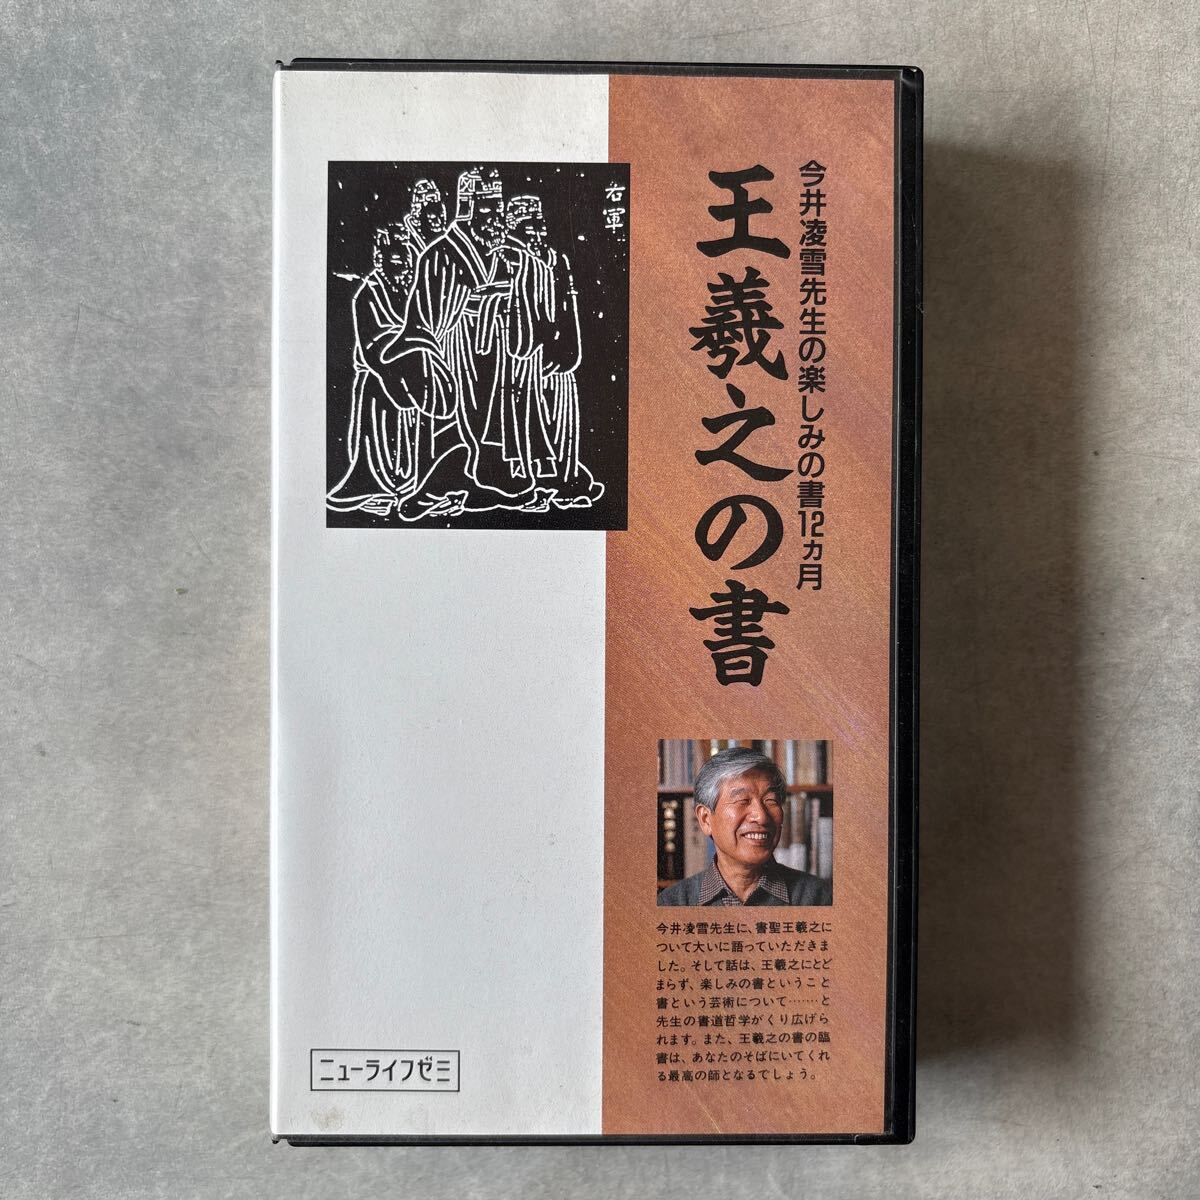 今井凌雪先生の楽しみの書12ヵ月
王羲之の書
右軍
今井凌雪先生に、書聖王羲之に
ついて大いに語っていただきま
した。そして話は、王羲之にとど
まらず、楽しみの書ということ
書という芸術について……と
先生の書道哲学がくり広げら
れます。また、王羲之の書の臨
書は、あなたのそばにいてくれ
る最高の師となるでしょう。
ニューライフゼミ